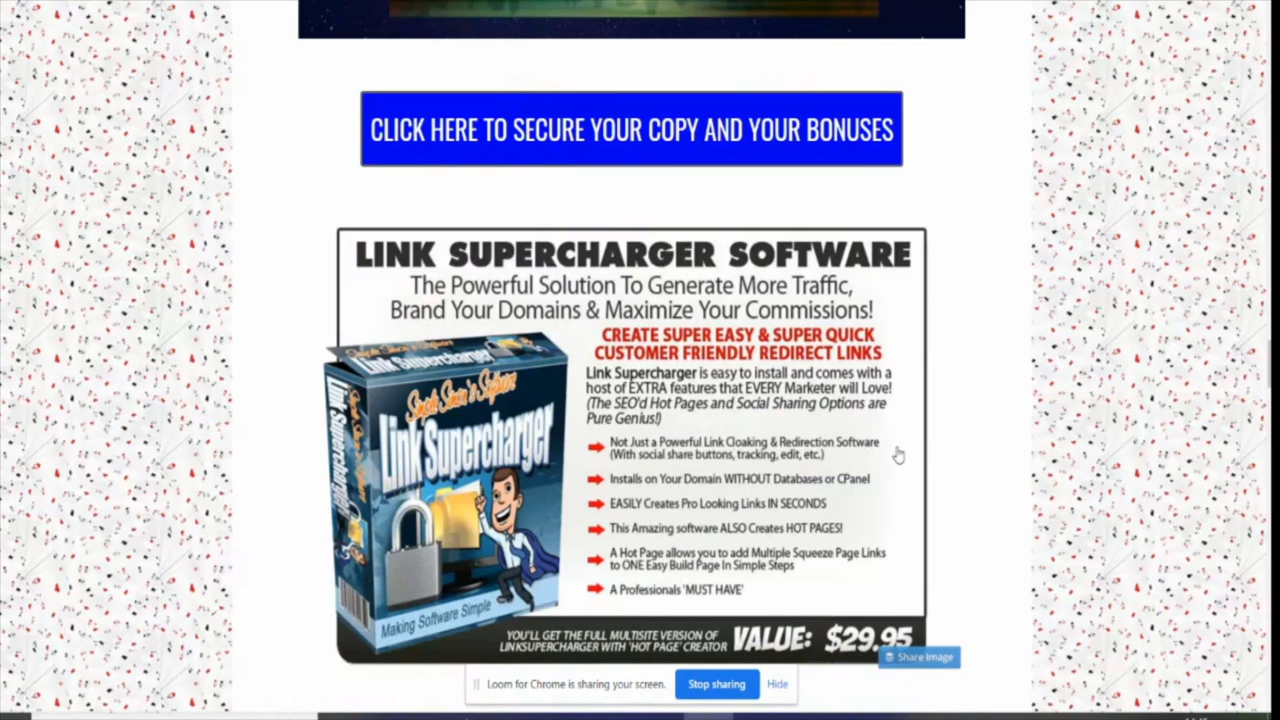 CLICK HERE TO SECURE YOUR COPY AND YOUR BONUSES
LINK SUPERCHARGER SOFTWARE
The Powerful Solution To Generate More Traffic,
Brand Your Domains & Maximize Your Commissions!
CREATE SUPER EASY & SUPER QUICK
CUSTOMER FRIENDLY REDIRECT LINKS
Link Supercharger is easy to install and comes with a
host of EXTRA features that EVERY Marketer will Love!
(The SEO'd Hot Pages and Social Sharing Options are
Pure Genius!)
Not Just a Powerful Link Cloaking & Redirection Software
(With social share buttons, tracking, edit, etc.)
Installs on Your Domain WITHOUT Databases or CPanel
EASILY Creates Pro Looking Links IN SECONDS
This Amazing software ALSO Creates HOT PAGES!
A Hot Page allows you to add Multiple Squeeze Page Links
to ONE Easy Build Page In Simple Steps
A Professionals 'MUST HAVE'
Link Supercharger
Simple Simon's Software
Link Supercharger
Link Supercharger
Making Software Simple
YOU'LL GET THE FULL MULTISITE VERSION OF
LINKSUPERCHARGER WITH 'HOT PAGE' CREATOR
VALUE: $29.95
Share Image
Loom for Chrome is sharing your screen.
Stop sharing
Hide